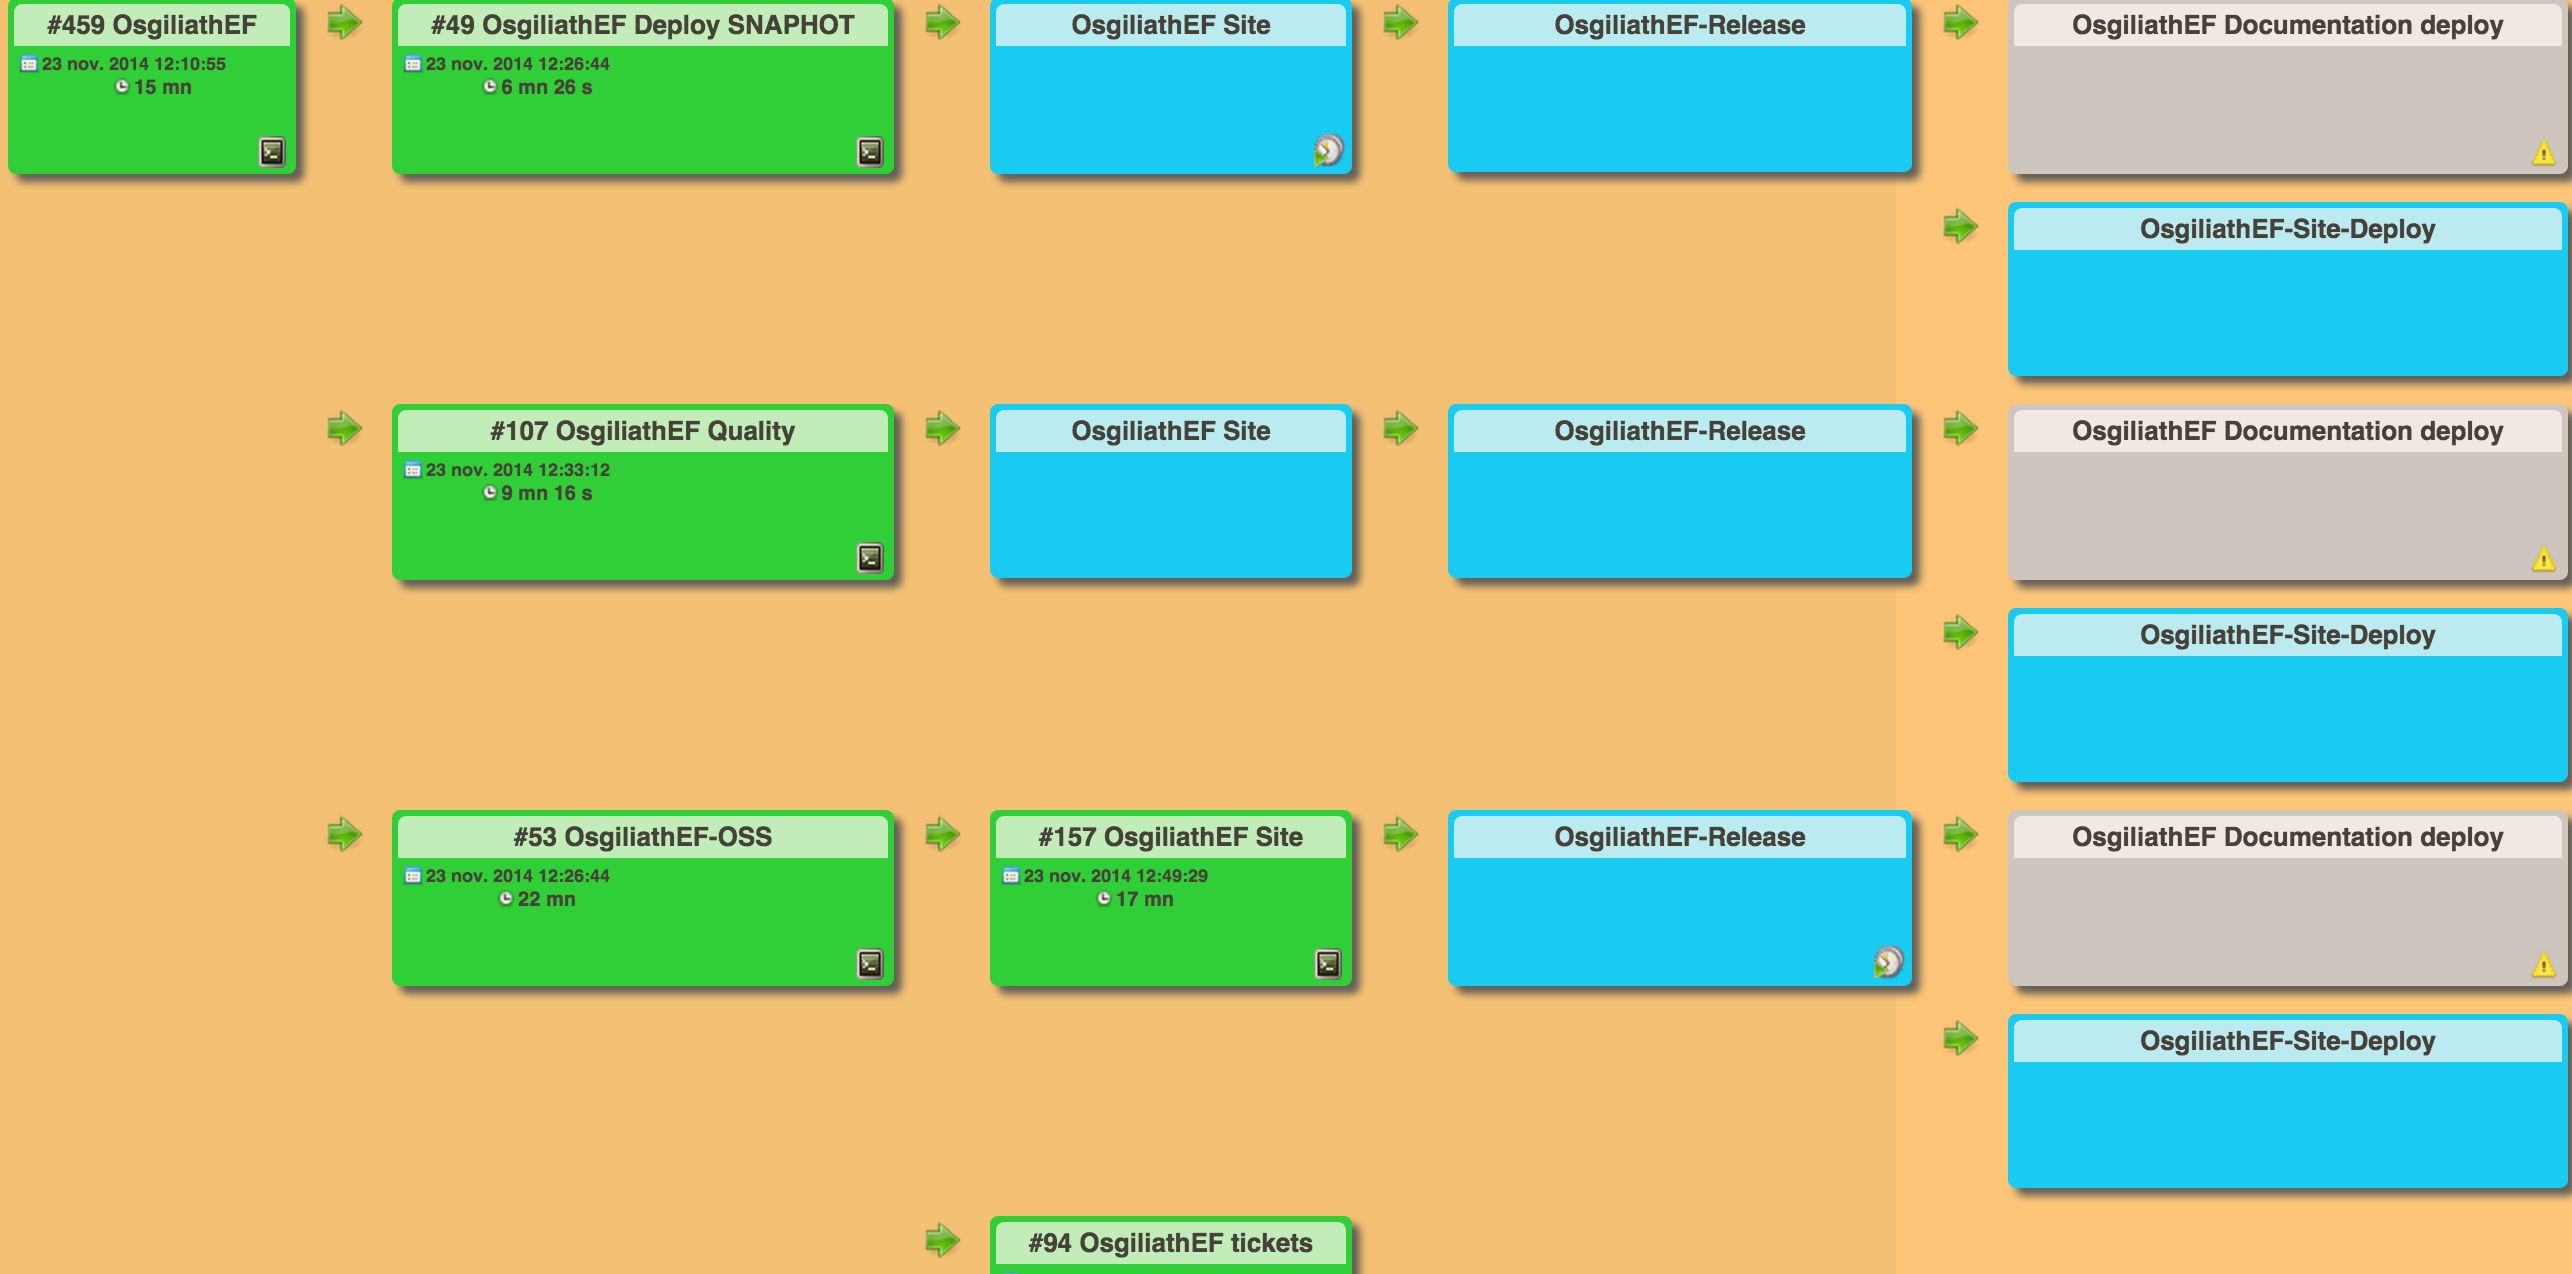 #459 OsgiliathEF
23 nov. 2014 12:10:55
15 mn
#49 OsgiliathEF Deploy SNAPHOT
23 nov. 2014 12:26:44
6 mn 26 s
OsgiliathEF Site
OsgiliathEF-Release
OsgiliathEF Documentation deploy
OsgiliathEF-Site-Deploy
#107 OsgiliathEF Quality
23 nov. 2014 12:33:12
9 mn 16 s
OsgiliathEF Site
OsgiliathEF-Release
OsgiliathEF Documentation deploy
OsgiliathEF-Site-Deploy
#53 OsgiliathEF-OSS
23 nov. 2014 12:26:44
22 mn
#157 OsgiliathEF Site
23 nov. 2014 12:49:29
17 mn
OsgiliathEF-Release
OsgiliathEF Documentation deploy
OsgiliathEF-Site-Deploy
#94 OsgiliathEF tickets